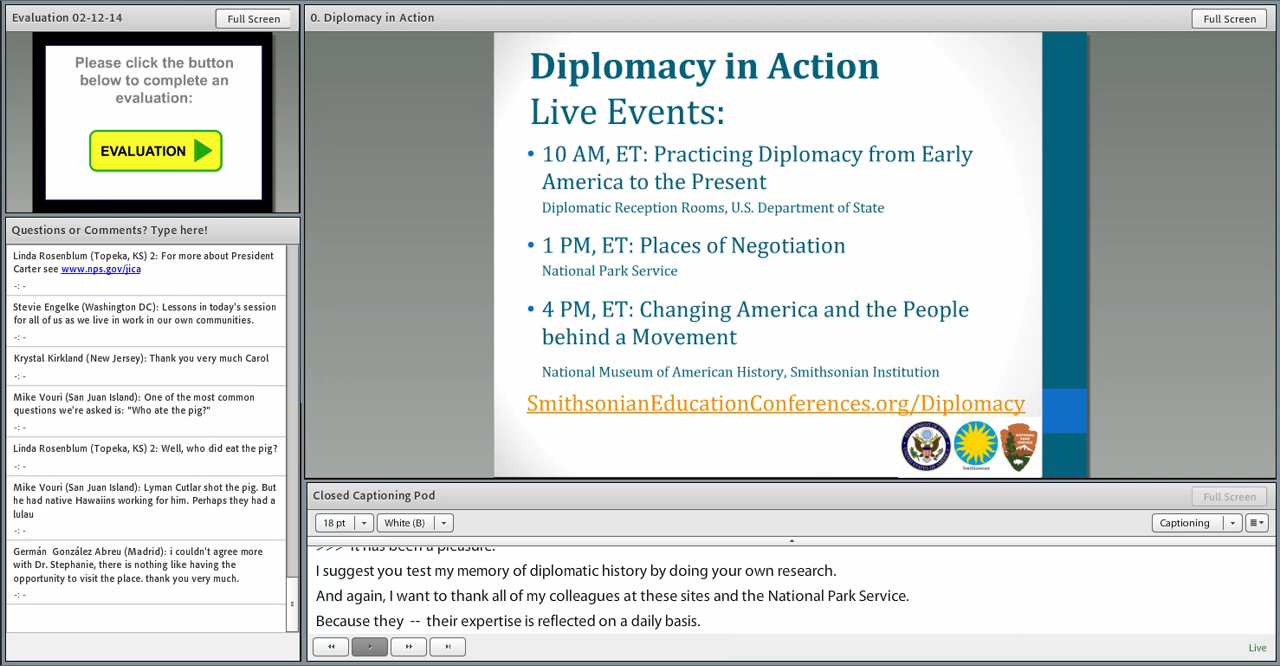 Evaluation 02-12-14
Full Screen
Please click the button
below to complete an
evaluation:
EVALUATION
Questions or Comments? Type here!
Linda Rosenblum (Topeka, KS) 2: For more about President
Carter see www.nps.gov/jica
-:-
Stevie Engelke (Washington DC): Lessons in today's session
for all of us as we live in work in our own communities.
-:-
Krystal Kirkland (New Jersey): Thank you very much Carol
-:-
Mike Vouri (San Juan Island): One of the most common
questions we're asked is: "Who ate the pig?"
-:-
Linda Rosenblum (Topeka, KS) 2: Well, who did eat the pig?
-:-
Mike Vouri (San Juan Island): Lyman Cutlar shot the pig. But
he had native Hawaiins working for him. Perhaps they had a
lulau
-:-
Germán González Abreu (Madrid): i couldn't agree more
with Dr. Stephanie, there is nothing like having the
opportunity to visit the place. thank you very much.
-:-
0. Diplomacy in Action
Full Screen
Diplomacy in Action
Live Events:
• 10 AM, ET: Practicing Diplomacy from Early
America to the Present
Diplomatic Reception Rooms, U.S. Department of State
• 1 PM, ET: Places of Negotiation
National Park Service
• 4 PM, ET: Changing America and the People
behind a Movement
National Museum of American History, Smithsonian Institution
SmithsonianEducationConferences.org/Diplomacy
Smithsonian
Closed Captioning Pod
Full Screen
18 pt
White (B)
Captioning
>>> It has been a pleasure.
I suggest you test my memory of diplomatic history by doing your own research.
And again, I want to thank all of my colleagues at these sites and the National Park Service.
Because they -- their expertise is reflected on a daily basis.
Live